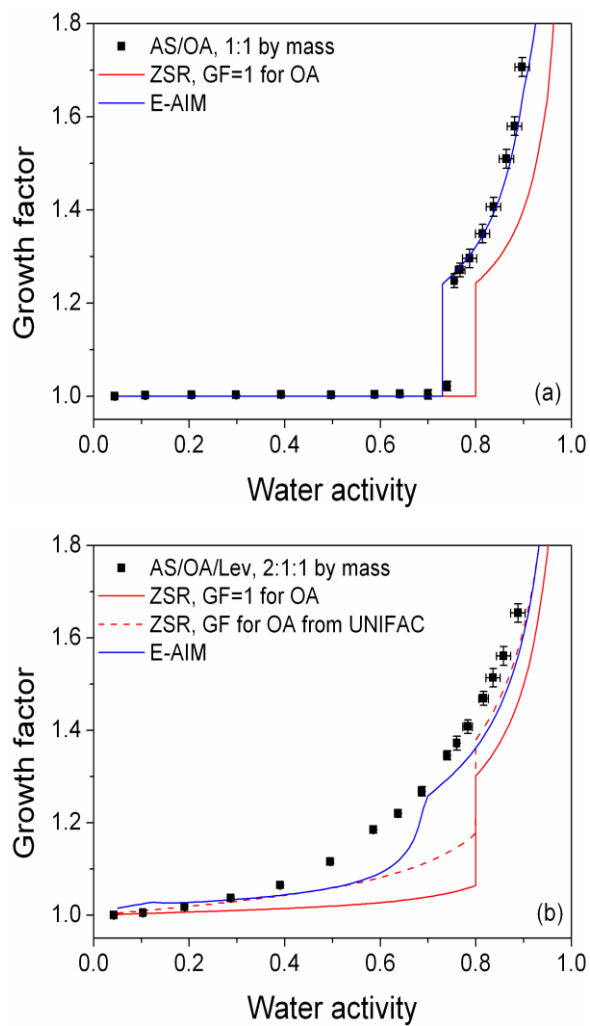 1.8
AS/OA, 1:1 by mass
ZSR, GF=1 for OA
E-AIM
1.6
1.4
1.2
1.0
Growth factor
(a)
0.0 0.2 0.4 0.6 0.8 1.0
Water activity
1.8
AS/OA/Lev, 2:1:1 by mass
ZSR, GF=1 for OA
ZSR, GF for OA from UNIFAC
E-AIM
1.6
1.4
1.2
1.0
Growth factor
(b)
0.0 0.2 0.4 0.6 0.8 1.0
Water activity